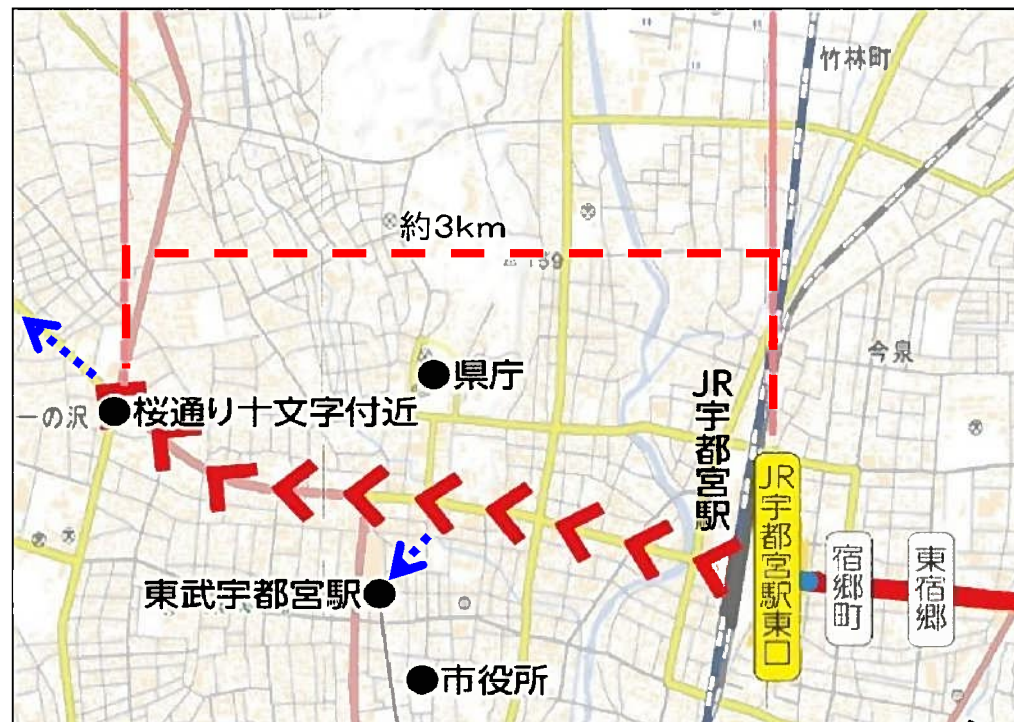 竹林町
約3km
159
今泉
県庁
JR宇都宮駅
一の沢
桜通り十文字付近
JR宇都宮駅東口
宿郷町
東宿郷
東武宇都宮駅
市役所